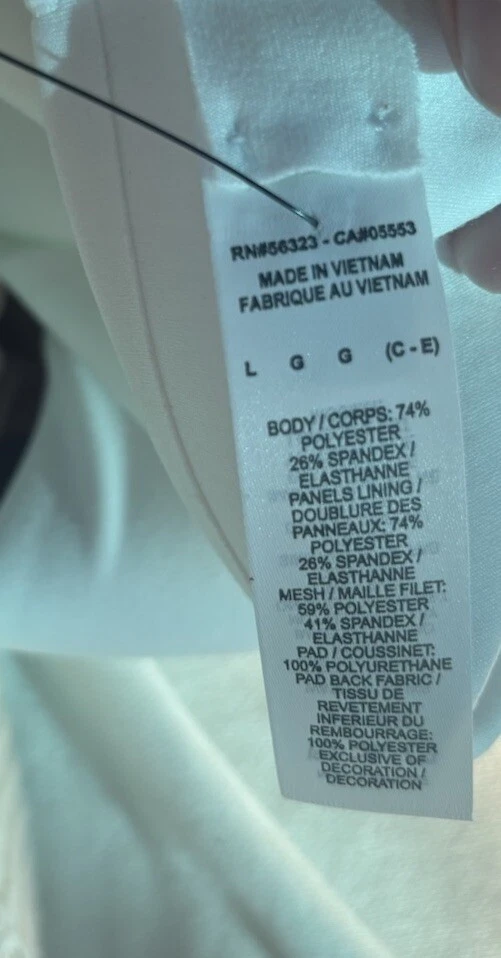 RN#56323 - CA#05553
MADE IN VIETNAM
FABRIQUE AU VIETNAM
L G G (C - E)
BODY / CORPS: 74%
POLYESTER
26% SPANDEX /
ELASTHANNE
PANELS LINING /
DOUBLURE DES
PANNEAUX: 74%
POLYESTER
26% SPANDEX /
ELASTHANNE
MESH / MAILLE FILET:
59% POLYESTER
41% SPANDEX /
ELASTHANNE
PAD / COUSSINET:
100% POLYURETHANE
PAD BACK FABRIC /
TISSU DE
REVETEMENT
INFERIEUR DU
REMBOURRAGE:
100% POLYESTER
EXCLUSIVE OF
DECORATION /
DECORATION